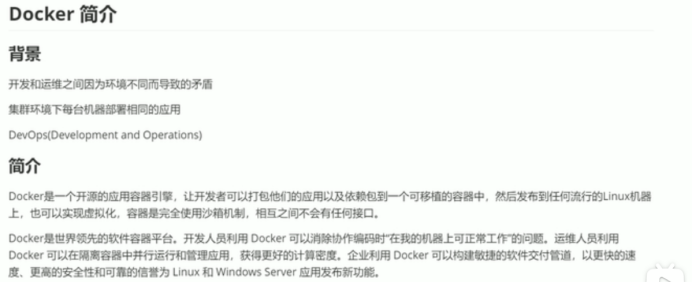 Docker 简介
背景
开发和运维之间因为环境不同而导致的矛盾
集群环境下每台机器部署相同的应用
DevOps(Development and Operations)
简介
Docker是一个开源的应用容器引擎，让开发者可以打包他们的应用以及依赖包到一个可移植的容器中，然后发布到任何流行的Linux机器
上，也可以实现虚拟化，容器是完全使用沙箱机制，相互之间不会有任何接口。
Docker是世界领先的软件容器平台。开发人员利用 Docker 可以消除协作编码时“在我的机器上可正常工作”的问题。运维人员利用
Docker 可以在隔离容器中并行运行和管理应用，获得更好的计算密度。企业利用 Docker 可以构建敏捷的软件交付管道，以更快的速
度、更高的安全性和可靠的信誉为 Linux 和 Windows Server 应用发布新功能。